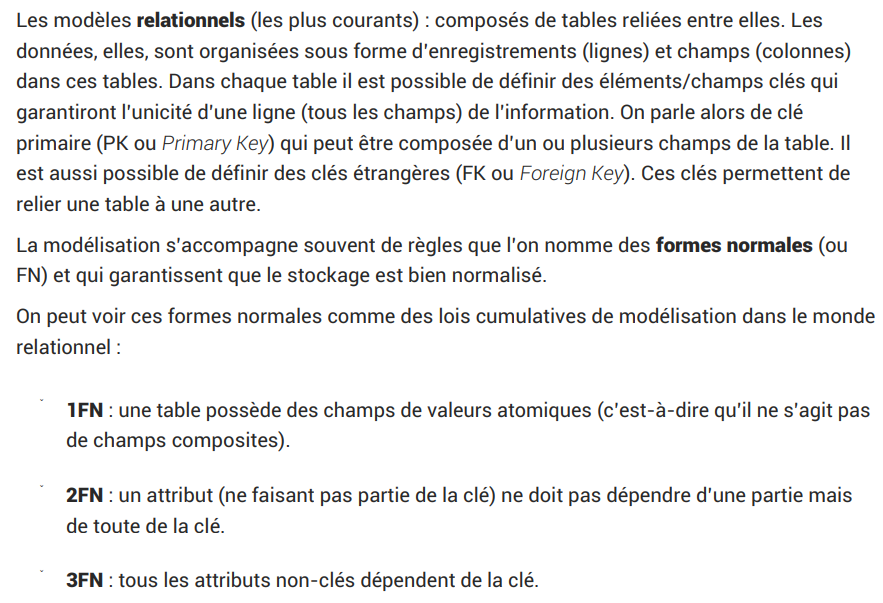 Les modèles relationnels (les plus courants) : composés de tables reliées entre elles. Les
données, elles, sont organisées sous forme d'enregistrements (lignes) et champs (colonnes)
dans ces tables. Dans chaque table il est possible de définir des éléments/champs clés qui
garantiront l'unicité d'une ligne (tous les champs) de l'information. On parle alors de clé
primaire (PK ou Primary Key) qui peut être composée d'un ou plusieurs champs de la table. Il
est aussi possible de définir des clés étrangères (FK ou Foreign Key). Ces clés permettent de
relier une table à une autre.
La modélisation s'accompagne souvent de règles que l'on nomme des formes normales (ou
FN) et qui garantissent que le stockage est bien normalisé.
On peut voir ces formes normales comme des lois cumulatives de modélisation dans le monde
relationnel :
1FN : une table possède des champs de valeurs atomiques (c'est-à-dire qu'il ne s'agit pas
de champs composites).
2FN : un attribut (ne faisant pas partie de la clé) ne doit pas dépendre d'une partie mais
de toute de la clé.
3FN : tous les attributs non-clés dépendent de la clé.